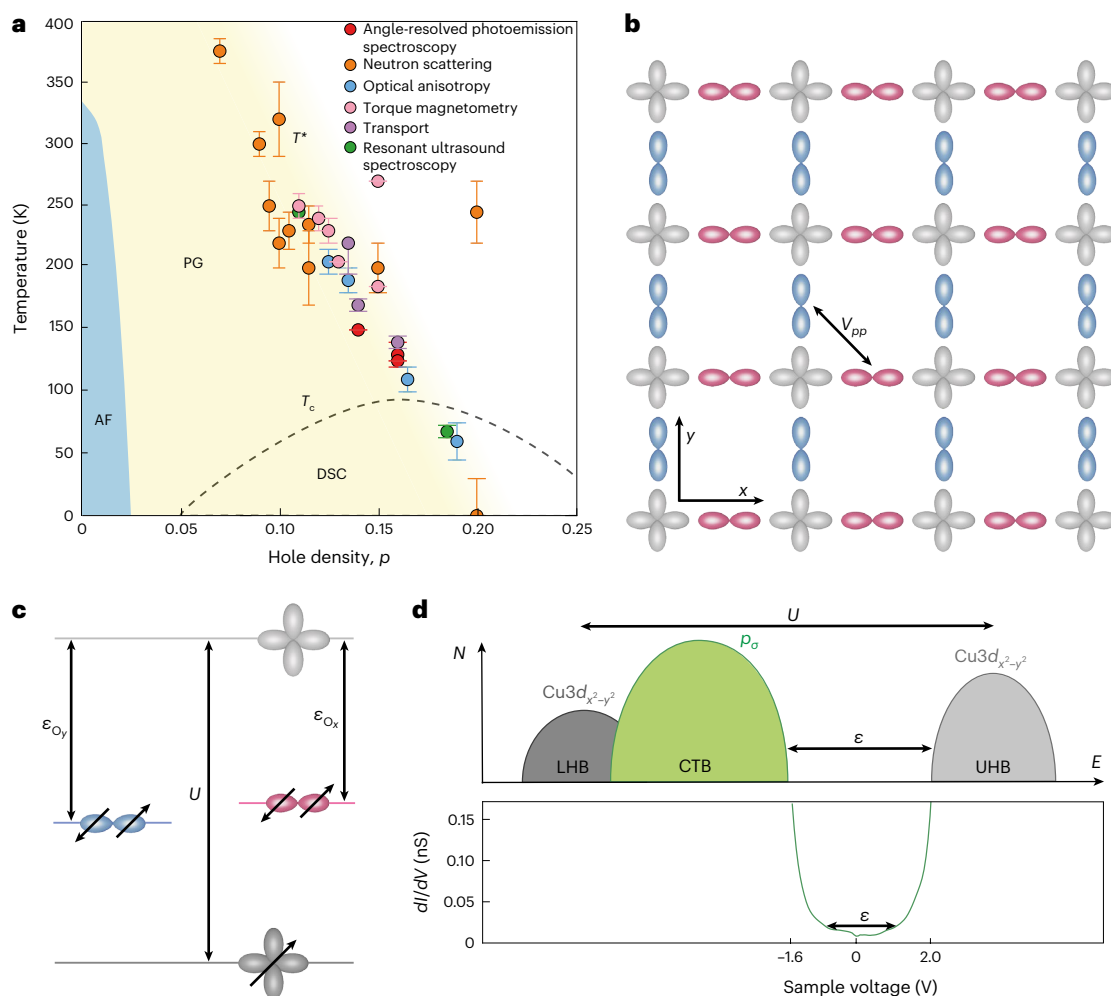 a
400
350
300
250
200
150
100
50
0
Temperature (K)
0
0.05
0.10
0.15
0.20
0.25
Hole density, p
Angle-resolved photoemission
spectroscopy
Neutron scattering
Optical anisotropy
Torque magnetometry
Transport
Resonant ultrasound
spectroscopy
T*
PG
AF
Tc
DSC
b
Vpp
y
x
c
εOy
U
εOx
d
U
N
pσ
Cu3dx2–y2
Cu3dx2–y2
ε
LHB
CTB
UHB
E
dI/dV (nS)
0.15
0.10
0.05
0
ε
–1.6
0
2.0
Sample voltage (V)